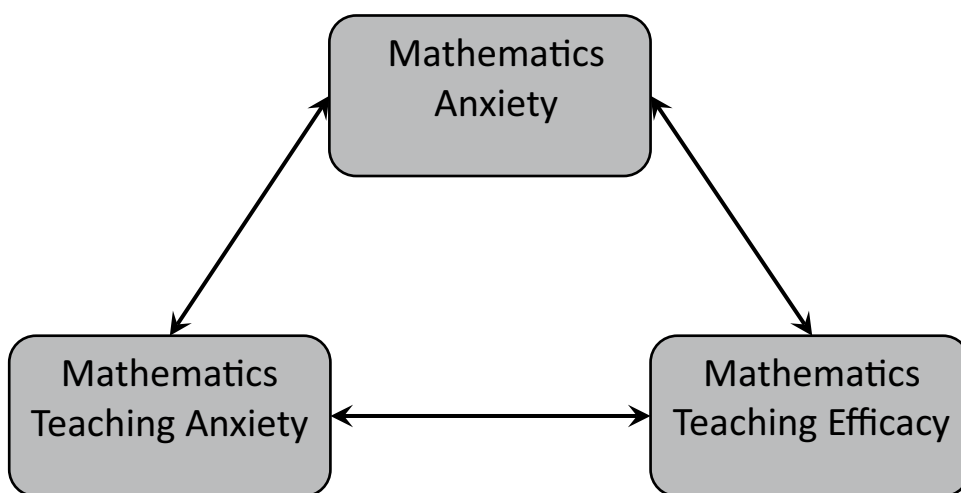 Mathematics
Anxiety
Mathematics
Teaching Anxiety
Mathematics
Teaching Efficacy